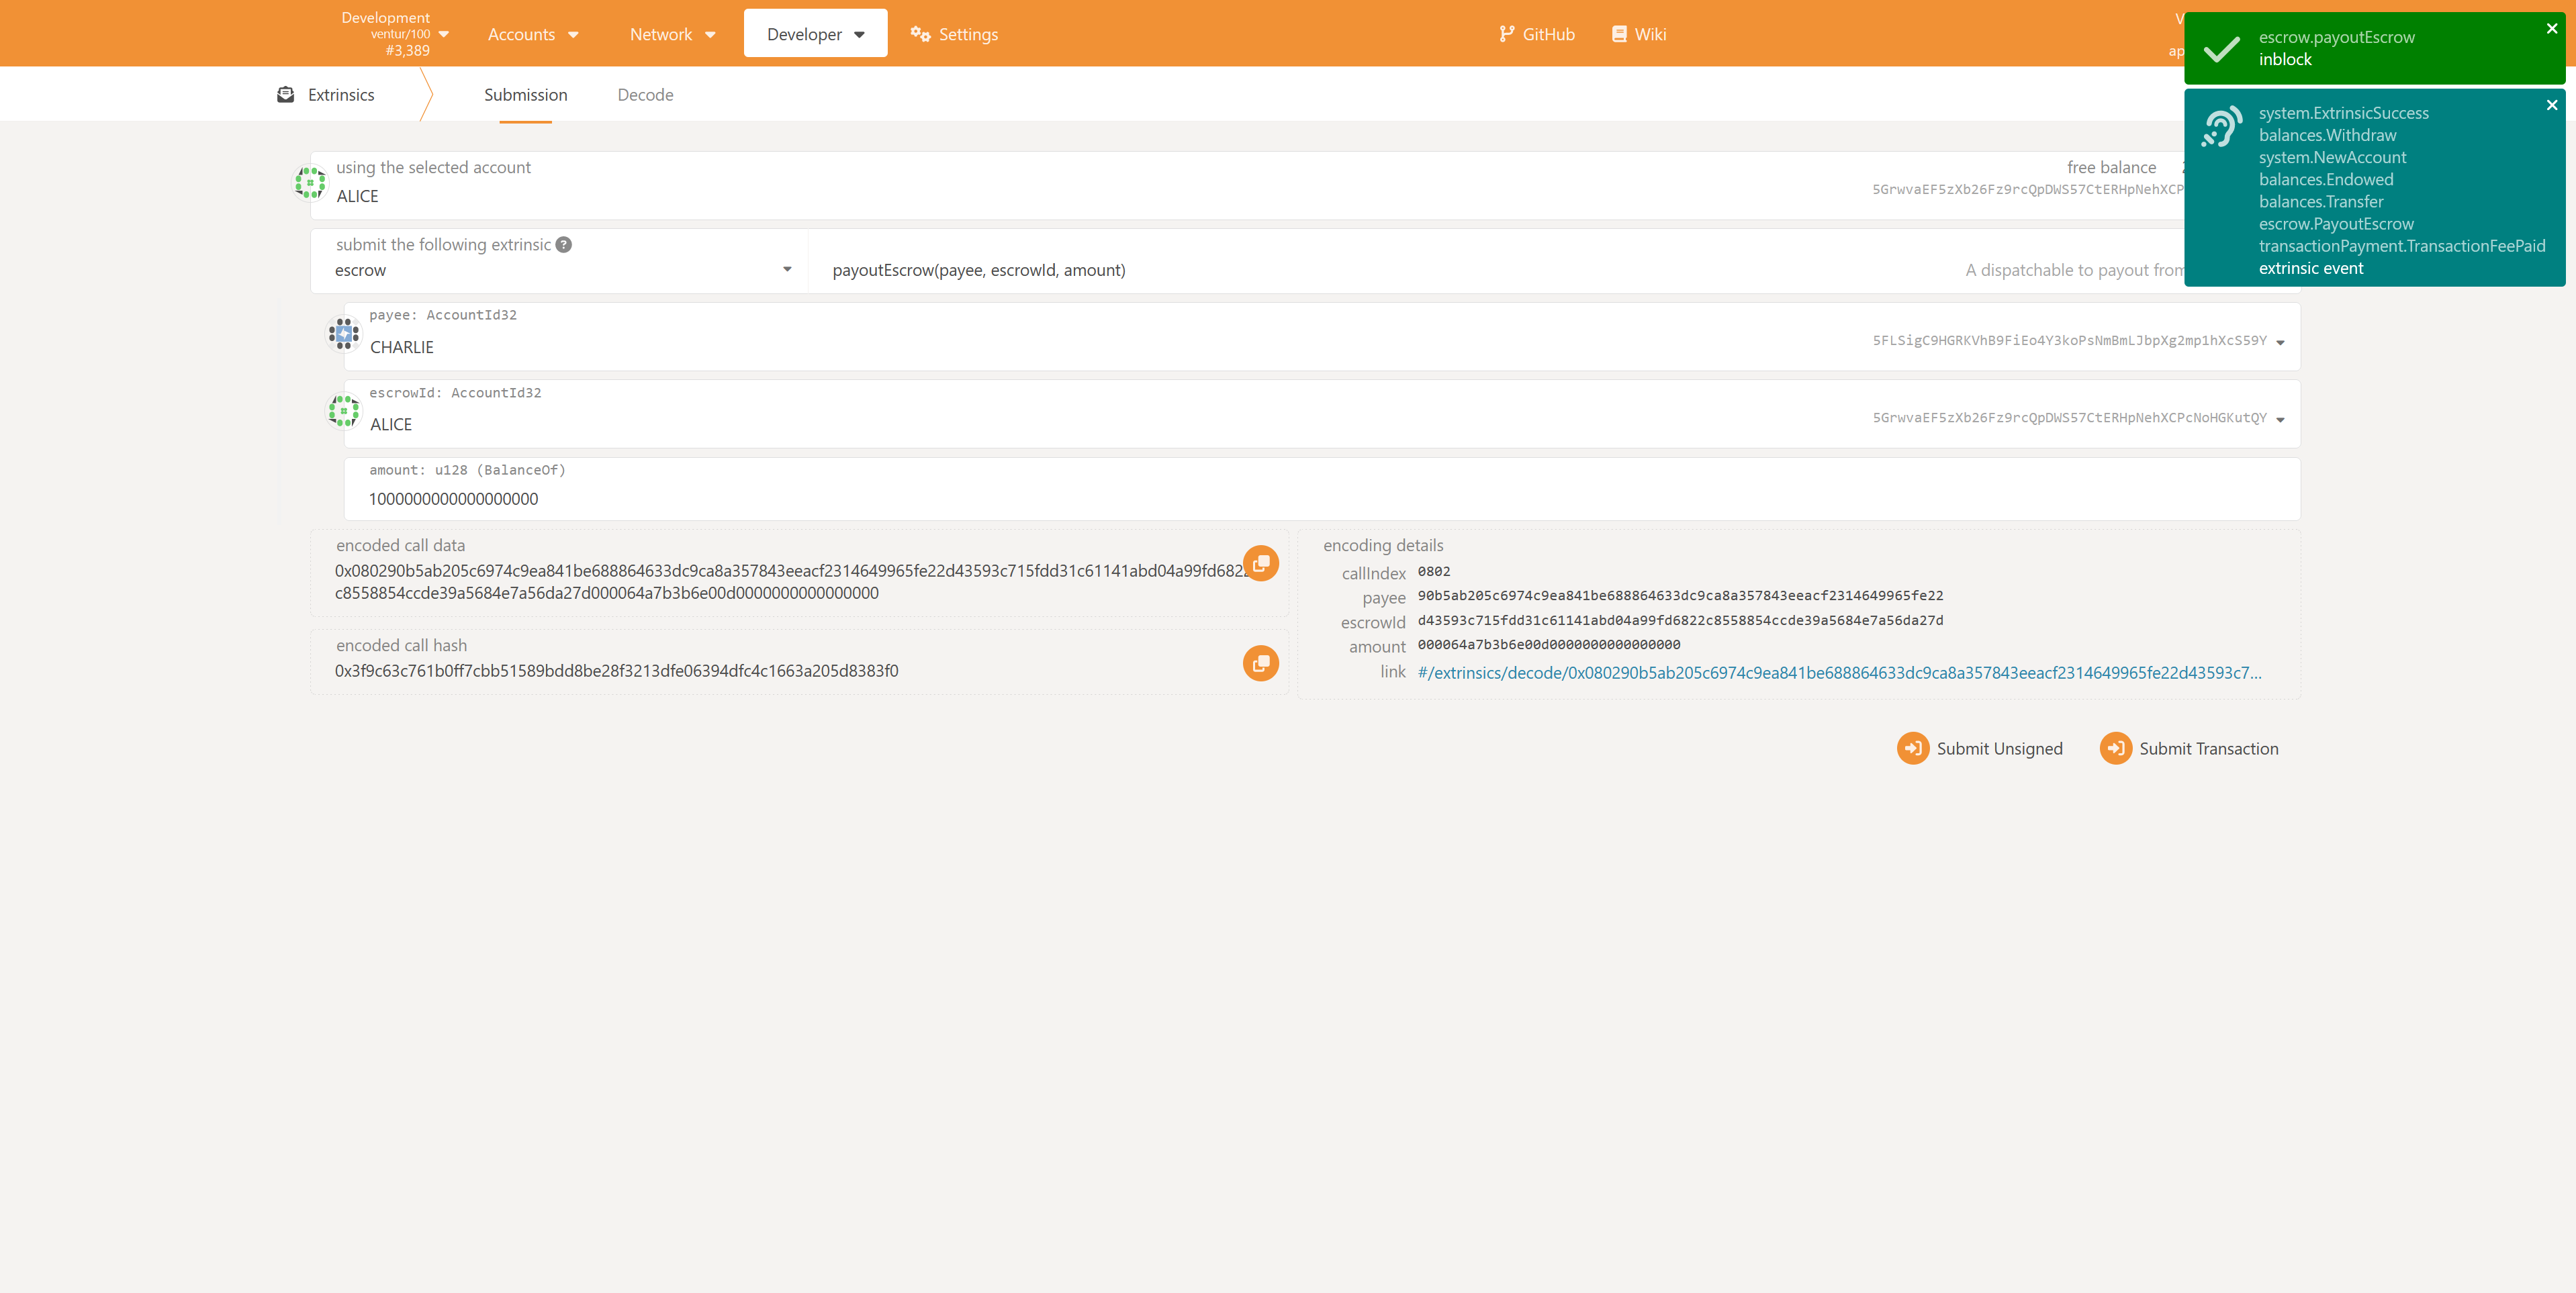 Development
ventur/100
#3,389
Accounts
Network
Developer
Settings
GitHub
Wiki
Extrinsics
Submission
Decode
escrow.payoutEscrow
inblock
system.ExtrinsicSuccess
balances.Withdraw
system.NewAccount
balances.Endowed
balances.Transfer
escrow.PayoutEscrow
transactionPayment.TransactionFeePaid
extrinsic event
using the selected account
ALICE
free balance
5GrwvaEF5zXb26Fz9rcQpDWS57CtERHpNehXCP
submit the following extrinsic
escrow
payoutEscrow(payee, escrowId, amount)
A dispatchable to payout from
payee: AccountId32
CHARLIE
5FLSigC9HGRKVhB9FiEo4Y3koPsNmBmLJbpXg2mp1hXcS59Y
escrowId: AccountId32
ALICE
5GrwvaEF5zXb26Fz9rcQpDWS57CtERHpNehXCPcNoHGKutQY
amount: u128 (BalanceOf)
1000000000000000000
encoded call data
0x080290b5ab205c6974c9ea841be688864633dc9ca8a357843eeacf2314649965fe22d43593c715fdd31c61141abd04a99fd6822
c8558854ccde39a5684e7a56da27d000064a7b3b6e00d0000000000000000
encoded call hash
0x3f9c63c761b0ff7cbb51589bdd8be28f3213dfe06394dfc4c1663a205d8383f0
encoding details
callIndex 0802
payee 90b5ab205c6974c9ea841be688864633dc9ca8a357843eeacf2314649965fe22
escrowId d43593c715fdd31c61141abd04a99fd6822c8558854ccde39a5684e7a56da27d
amount 000064a7b3b6e00d0000000000000000
link #/extrinsics/decode/0x080290b5ab205c6974c9ea841be688864633dc9ca8a357843eeacf2314649965fe22d43593c7...
Submit Unsigned
Submit Transaction